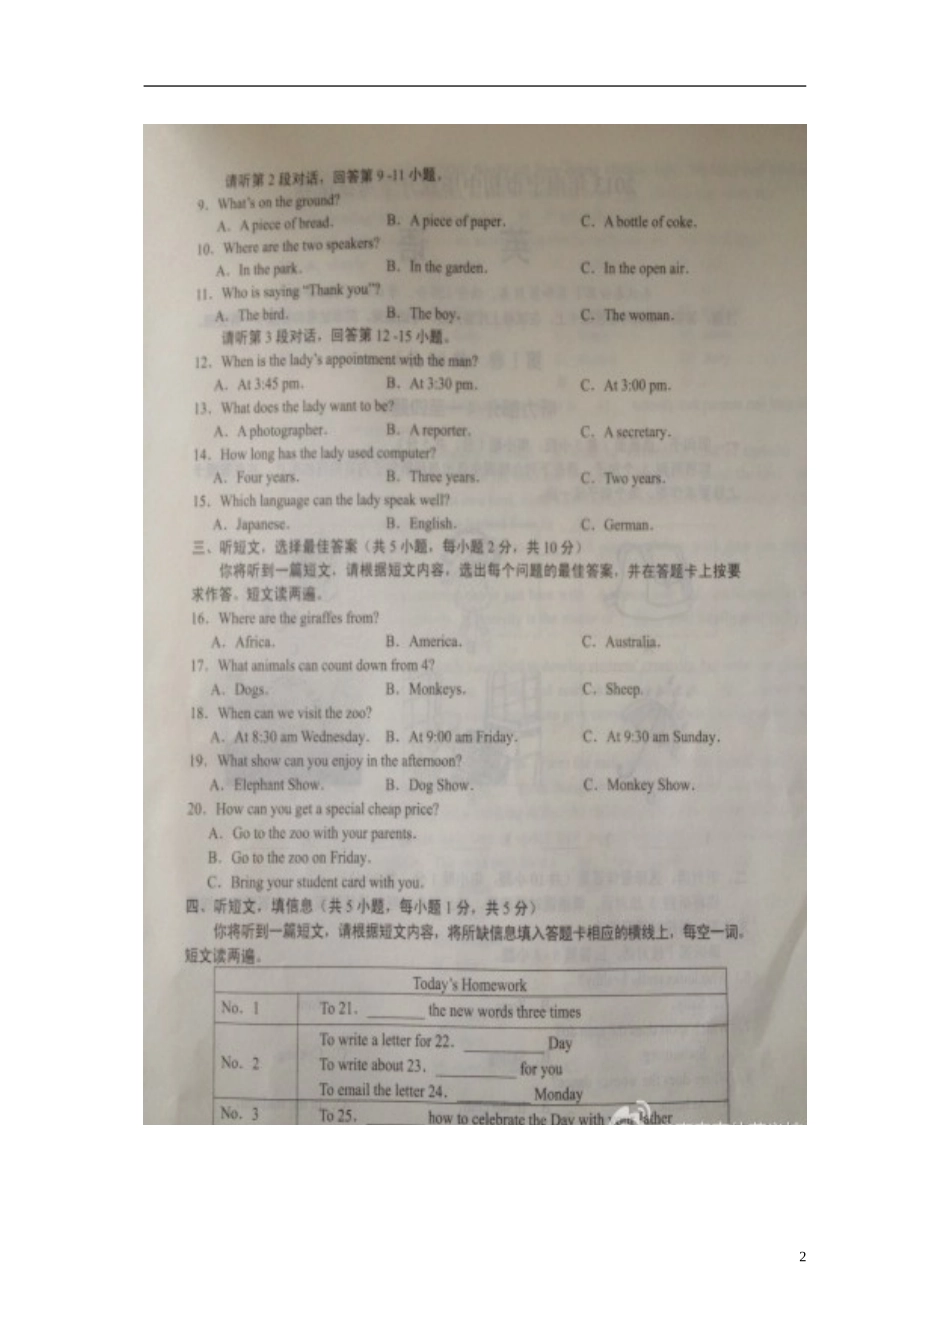 请听第2段对话，回答第9-11小题。
9. What's on the ground?
A. A piece of bread. B. A piece of paper. C. A bottle of coke.
10. Where are the two speakers?
A. In the park. B. In the garden. C. In the open air.
11. Who is saying "Thank you"?
A. The bird. B. The boy. C. The woman.
请听第3段对话，回答第12-15小题。
12. When is the lady's appointment with the man?
A. At 3:45 pm. B. At 3:30 pm. C. At 3:00 pm.
13. What does the lady want to be?
A. A photographer. B. A reporter. C. A secretary.
14. How long has the lady used computer?
A. Four years. B. Three years. C. Two years.
15. Which language can the lady speak well?
A. Japanese. B. English. C. German.
三、听短文，选择最佳答案（共5小题，每小题2分，共10分）
你将听到一篇短文，请根据短文内容，选出每个问题的最佳答案，并在答题卡上按要
求作答。短文读两遍。
16. Where are the giraffes from?
A. Africa. B. America. C. Australia.
17. What animals can count down from 4?
A. Dogs. B. Monkeys. C. Sheep.
18. When can we visit the zoo?
A. At 8:30 am Wednesday. B. At 9:00 am Friday. C. At 9:30 am Sunday.
19. What show can you enjoy in the afternoon?
A. Elephant Show. B. Dog Show. C. Monkey Show.
20. How can you get a special cheap price?
A. Go to the zoo with your parents.
B. Go to the zoo on Friday.
C. Bring your student card with you.
四、听短文，填信息（共5小题，每小题1分，共5分）
你将听到一篇短文，请根据短文内容，将所缺信息填入答题卡相应的横线上，每空一词。
短文读两遍。
Today's Homework
No. 1 To 21. ______ the new words three times
To write a letter for 22. ________ Day
No. 2 To write about 23. ________ for you
To email the letter 24. ________ Monday
No. 3 To 25. ______ how to celebrate the Day with
2